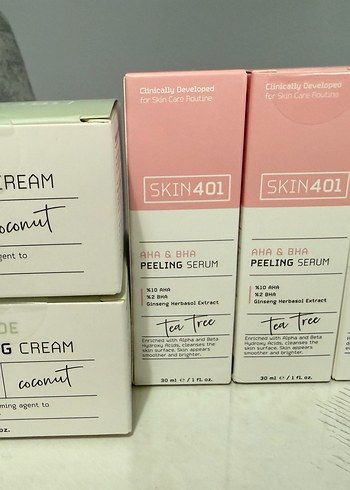 CREAM
coconut
agent to
DE
G CREAM
coconut
ming agent to
oz.
Clinically Developed
for Skin Care Routine
SKIN401
AHA & BHA
PEELING SERUM
%10 AHA
%2 BHA
Ginseng Herbasol Extract
Tea Tree
Enriched with Alpha and Beta
Hydroxy Acids, cleanses the
skin surface. Skin appears
smoother and brighter.
30 ml e / 1 fl. oz.
Clinically Developed
for Skin Care Routine
SKIN401
AHA & BHA
PEELING SERUM
%10 AHA
%2 BHA
Ginseng Herbasol Extract
Tea Tree
Enriched with Alpha and Beta
Hydroxy Acids, cleanses the
skin surface. Skin appears
smoother and brighter.
30 ml e / 1 fl. oz.